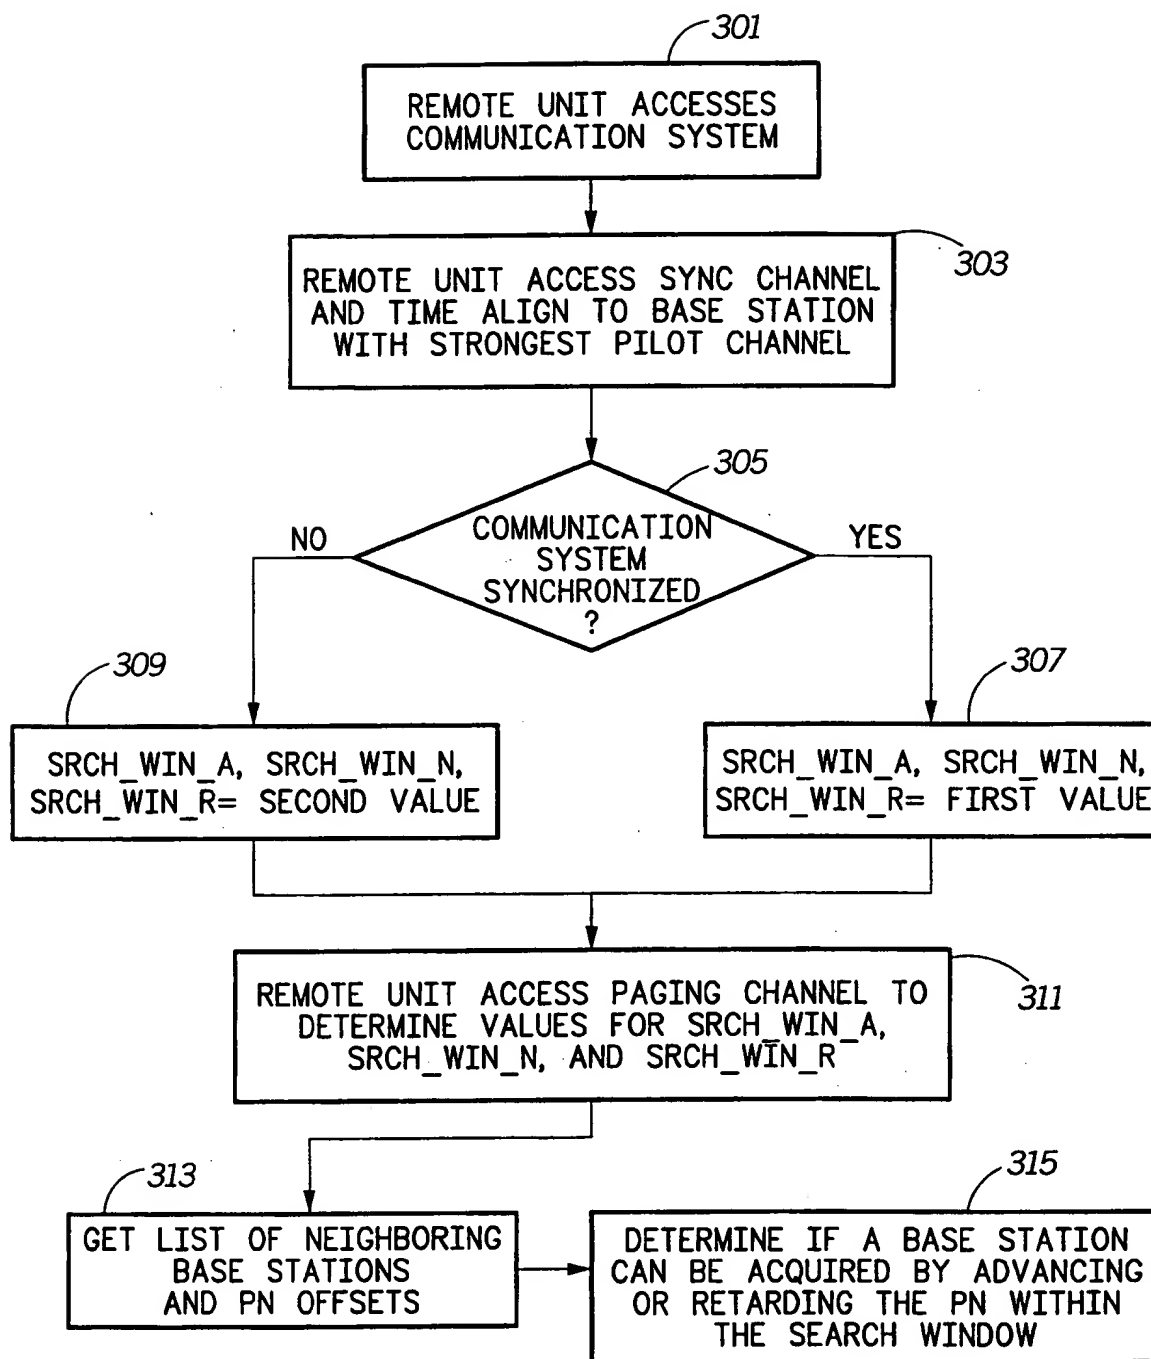 301
REMOTE UNIT ACCESSES
COMMUNICATION SYSTEM
303
REMOTE UNIT ACCESS SYNC CHANNEL
AND TIME ALIGN TO BASE STATION
WITH STRONGEST PILOT CHANNEL
305
COMMUNICATION
SYSTEM
SYNCHRONIZED
?
NO
YES
309
SRCH_WIN_A, SRCH_WIN_N,
SRCH_WIN_R= SECOND VALUE
307
SRCH_WIN_A, SRCH_WIN_N,
SRCH_WIN_R= FIRST VALUE
311
REMOTE UNIT ACCESS PAGING CHANNEL TO
DETERMINE VALUES FOR SRCH_WIN_A,
SRCH_WIN_N, AND SRCH_WIN_R
313
GET LIST OF NEIGHBORING
BASE STATIONS
AND PN OFFSETS
315
DETERMINE IF A BASE STATION
CAN BE ACQUIRED BY ADVANCING
OR RETARDING THE PN WITHIN
THE SEARCH WINDOW